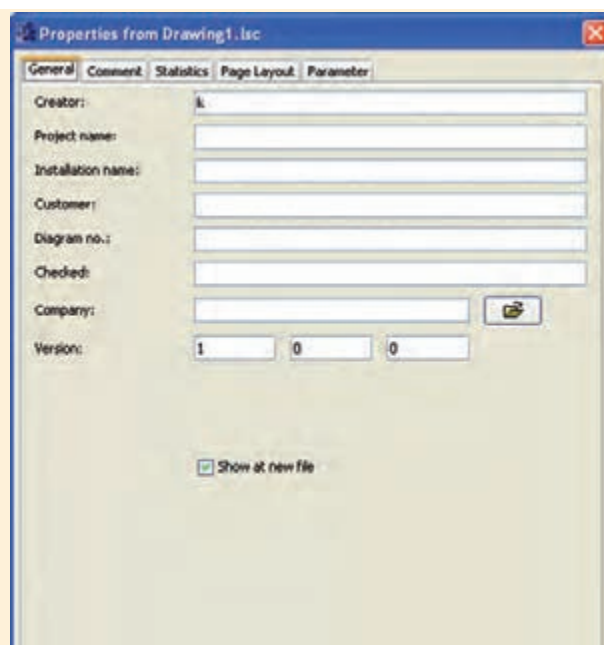 Properties from Drawing1.lsc
General Comment Statistics Page Layout Parameter
Creator: k
Project name:
Installation name:
Customer:
Diagram no.:
Checked:
Company:
Version: 1 0 0
Show at new file